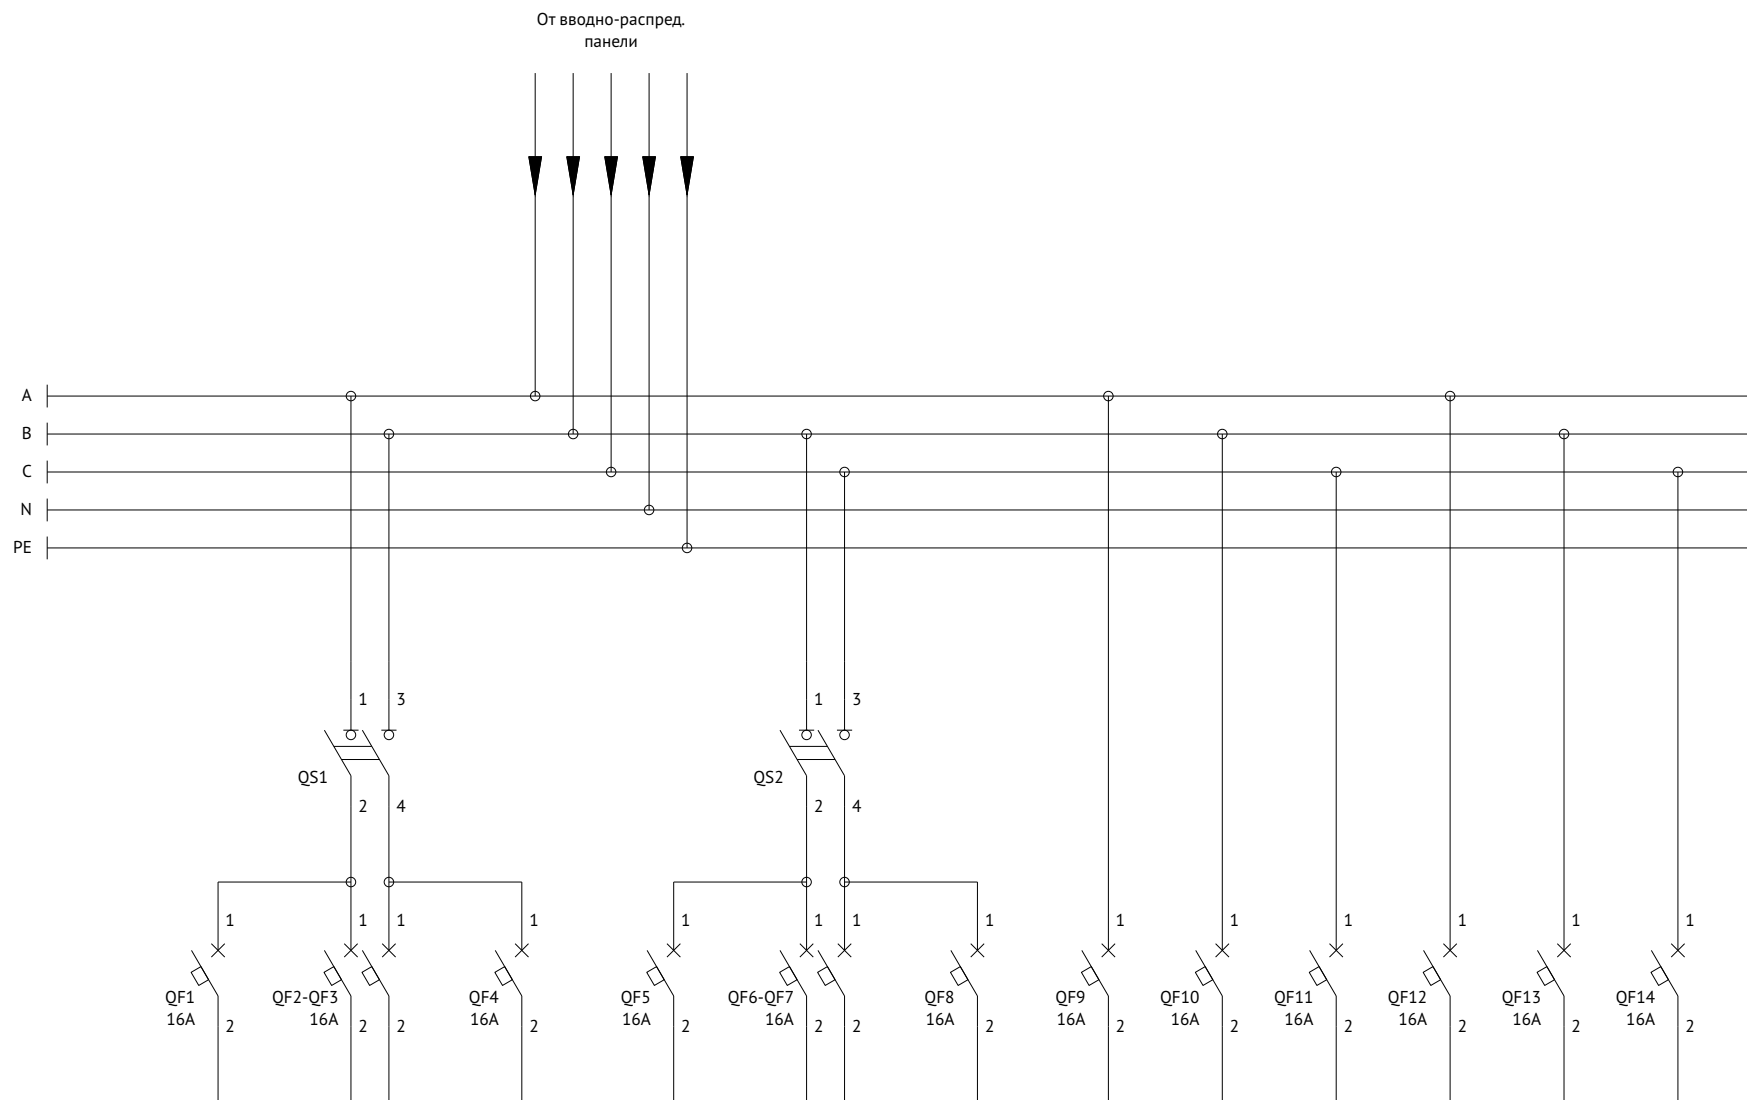 От вводно-распред.
панели
A
B
C
N
PE
1 3 1 3
QS1 QS2
2 4 2 4
1 1 1 1 1 1 1 1 1 1 1 1 1 1
QF1 QF2-QF3 QF4 QF5 QF6-QF7 QF8 QF9 QF10 QF11 QF12 QF13 QF14
16A 16A 16A 16A 16A 16A 16A 16A 16A 16A 16A 16A
2 2 2 2 2 2 2 2 2 2 2 2 2 2